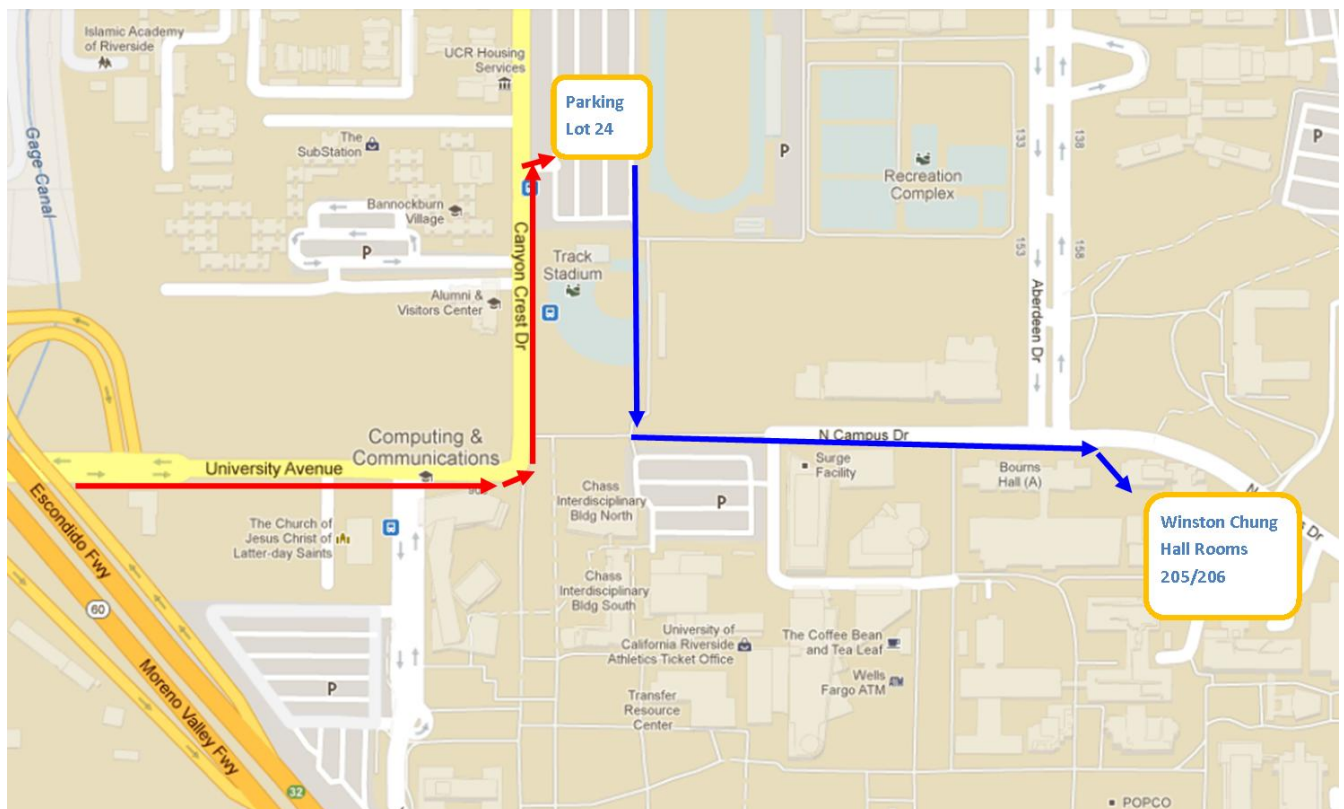 Islamic Academy
of Riverside
UCR Housing
Services
Parking
Lot 24
Gage Canal
The
SubStation
P
133
138
P
Recreation
Complex
Bannockburn
Village
P
Canyon Crest Dr
Track
Stadium
153
158
Alumni &
Visitors Center
Aberdeen Dr
Computing &
Communications
N Campus Dr
University Avenue
Surge
Facility
Bourns
Hall (A)
Chass
Interdisciplinary
Bldg North
P
Escondido Fwy
The Church of
Jesus Christ of
Latter-day Saints
Winston Chung
Hall Rooms
205/206
N
Dr
60
Chass
Interdisciplinary
Bldg South
University of
California Riverside
Athletics Ticket Office
The Coffee Bean
and Tea Leaf
Wells
Fargo ATM
Moreno Valley Fwy
P
Transfer
Resource
Center
32
POPCO